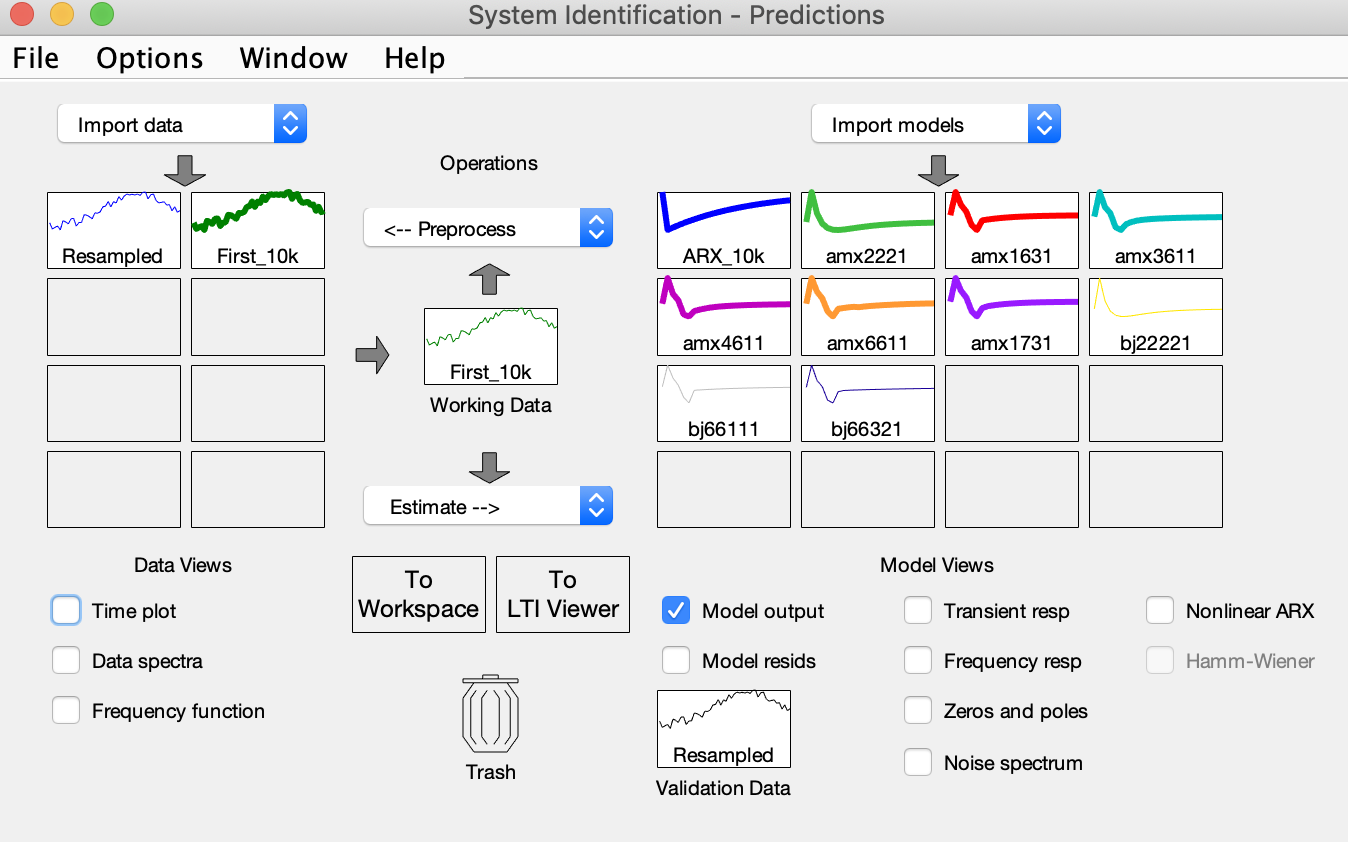 System Identification - Predictions
File Options Window Help
Import data
Import models
Operations
<-- Preprocess
Resampled
First_10k
ARX_10k
amx2221
amx1631
amx3611
amx4611
amx6611
amx1731
bj22221
First_10k
Working Data
bj66111
bj66321
Estimate -->
Data Views
To
Workspace
To
LTI Viewer
Model Views
Time plot
Data spectra
Frequency function
Model output
Model resids
Transient resp
Frequency resp
Zeros and poles
Noise spectrum
Nonlinear ARX
Hamm-Wiener
Trash
Resampled
Validation Data